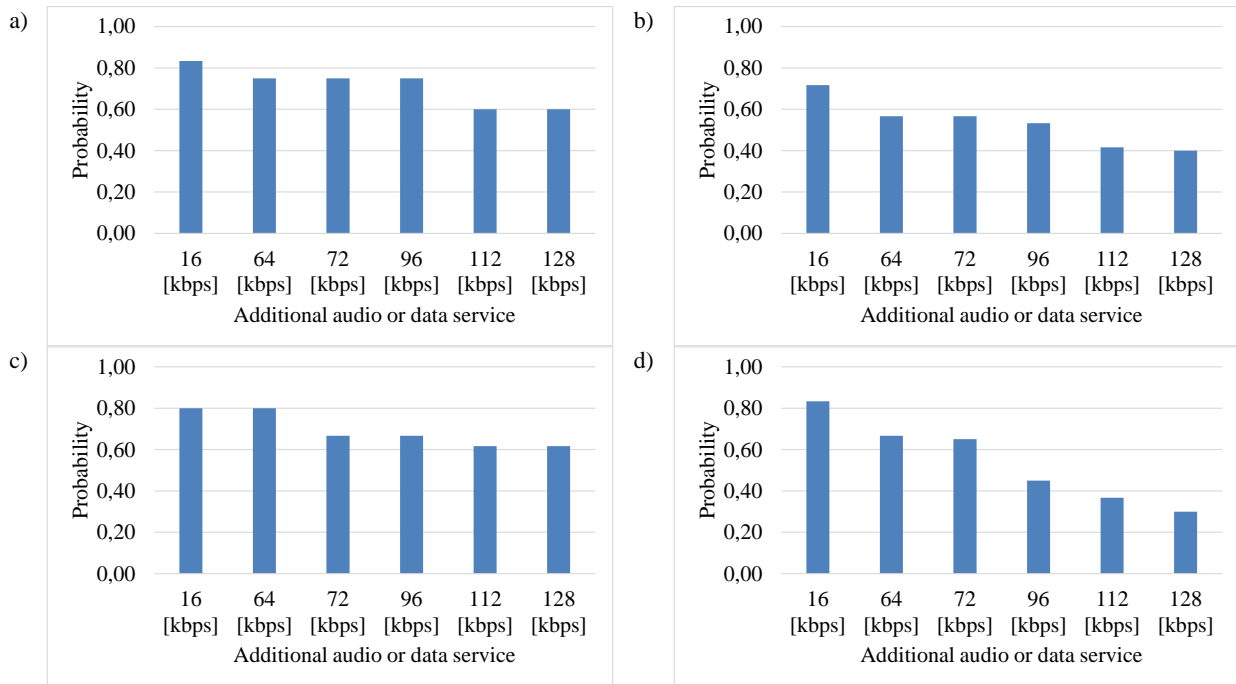 a)
Probability
1,00
0,80
0,60
0,40
0,20
0,00
16 64 72 96 112 128
[kbps] [kbps] [kbps] [kbps] [kbps] [kbps]
Additional audio or data service
b)
Probability
1,00
0,80
0,60
0,40
0,20
0,00
16 64 72 96 112 128
[kbps] [kbps] [kbps] [kbps] [kbps] [kbps]
Additional audio or data service
c)
Probability
1,00
0,80
0,60
0,40
0,20
0,00
16 64 72 96 112 128
[kbps] [kbps] [kbps] [kbps] [kbps] [kbps]
Additional audio or data service
d)
Probability
1,00
0,80
0,60
0,40
0,20
0,00
16 64 72 96 112 128
[kbps] [kbps] [kbps] [kbps] [kbps] [kbps]
Additional audio or data service